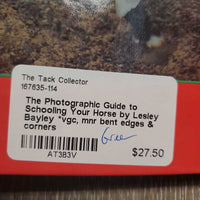 The Tack Collector
167635-114
The Photographic Guide to
Schooling Your Horse by Lesley
Bayley *vgc, mnr bent edges &
corners
$27.50
AT3B3V